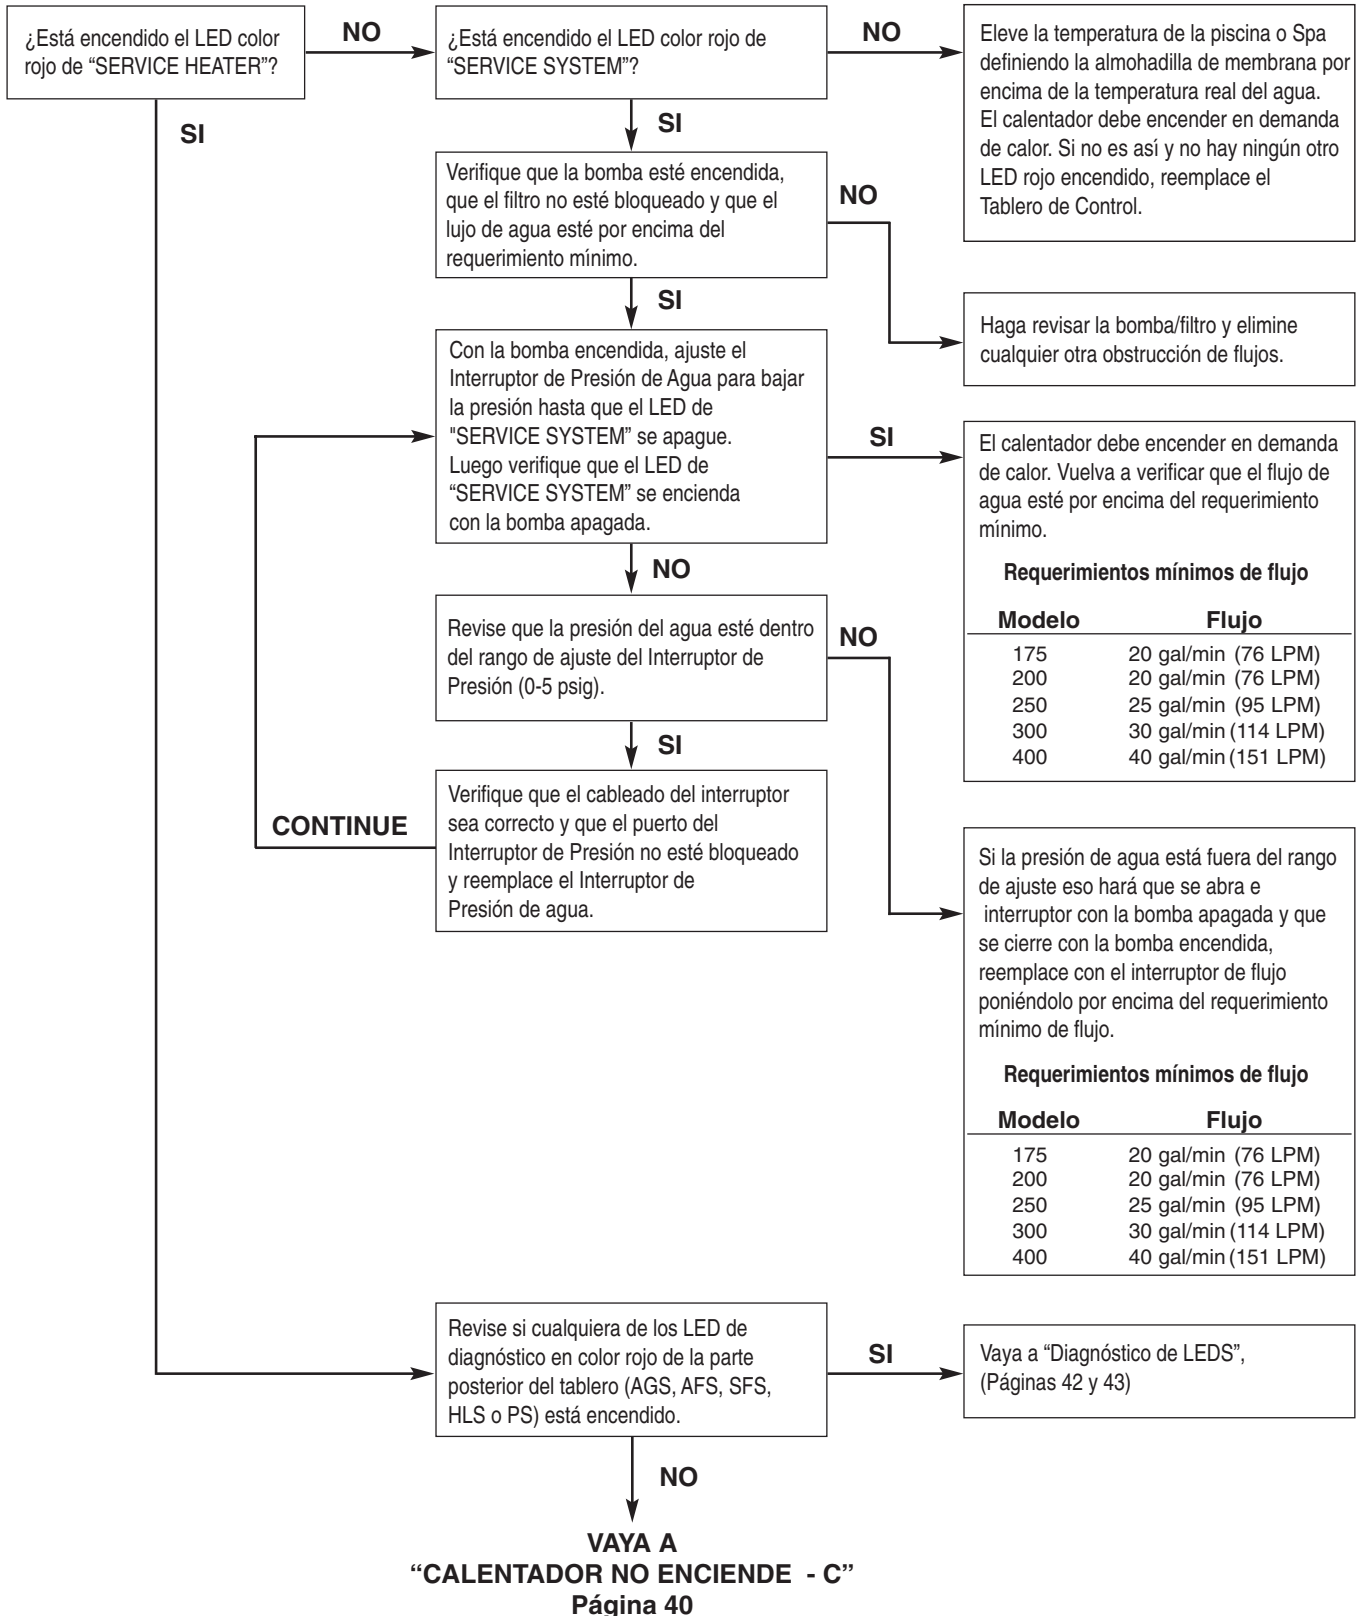 ¿Está encendido el LED color
rojo de “SERVICE HEATER”?
NO
¿Está encendido el LED color rojo de
“SERVICE SYSTEM”?
NO
Eleve la temperatura de la piscina o Spa
definiendo la almohadilla de membrana por
encima de la temperatura real del agua.
El calentador debe encender en demanda
de calor. Si no es así y no hay ningún otro
LED rojo encendido, reemplace el
Tablero de Control.
SI
SI
Verifique que la bomba esté encendida,
que el filtro no esté bloqueado y que el
lujo de agua esté por encima del
requerimiento mínimo.
NO
Haga revisar la bomba/filtro y elimine
cualquier otra obstrucción de flujos.
SI
Con la bomba encendida, ajuste el
Interruptor de Presión de Agua para bajar
la presión hasta que el LED de
"SERVICE SYSTEM” se apague.
Luego verifique que el LED de
“SERVICE SYSTEM” se encienda
con la bomba apagada.
SI
El calentador debe encender en demanda
de calor. Vuelva a verificar que el flujo de
agua esté por encima del requerimiento
mínimo.
Requerimientos mínimos de flujo
Modelo Flujo
175 20 gal/min (76 LPM)
200 20 gal/min (76 LPM)
250 25 gal/min (95 LPM)
300 30 gal/min (114 LPM)
400 40 gal/min (151 LPM)
NO
Revise que la presión del agua esté dentro
del rango de ajuste del Interruptor de
Presión (0-5 psig).
NO
SI
Verifique que el cableado del interruptor
sea correcto y que el puerto del
Interruptor de Presión no esté bloqueado
y reemplace el Interruptor de
Presión de agua.
CONTINUE
Si la presión de agua está fuera del rango
de ajuste eso hará que se abra e
interruptor con la bomba apagada y que
se cierre con la bomba encendida,
reemplace con el interruptor de flujo
poniéndolo por encima del requerimiento
mínimo de flujo.
Requerimientos mínimos de flujo
Modelo Flujo
175 20 gal/min (76 LPM)
200 20 gal/min (76 LPM)
250 25 gal/min (95 LPM)
300 30 gal/min (114 LPM)
400 40 gal/min (151 LPM)
Revise si cualquiera de los LED de
diagnóstico en color rojo de la parte
posterior del tablero (AGS, AFS, SFS,
HLS o PS) está encendido.
SI
Vaya a “Diagnóstico de LEDS”,
(Páginas 42 y 43)
NO
VAYA A
“CALENTADOR NO ENCIENDE - C”
Página 40